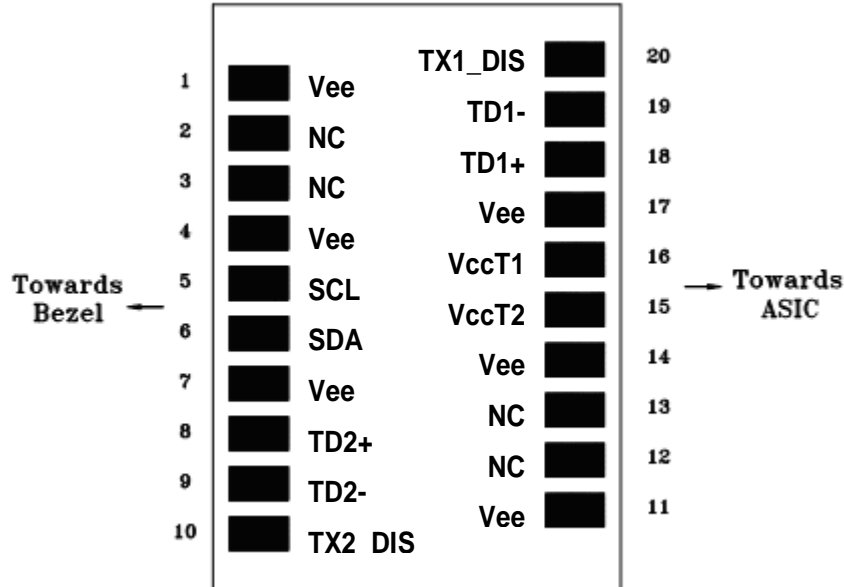 1 Vee
2 NC
3 NC
4 Vee
5 SCL
6 SDA
7 Vee
8 TD2+
9 TD2-
10 TX2 DIS
Towards
Bezel
TX1_DIS 20
TD1- 19
TD1+ 18
Vee 17
VccT1 16
VccT2 15
Vee 14
NC 13
NC 12
Vee 11
Towards
ASIC